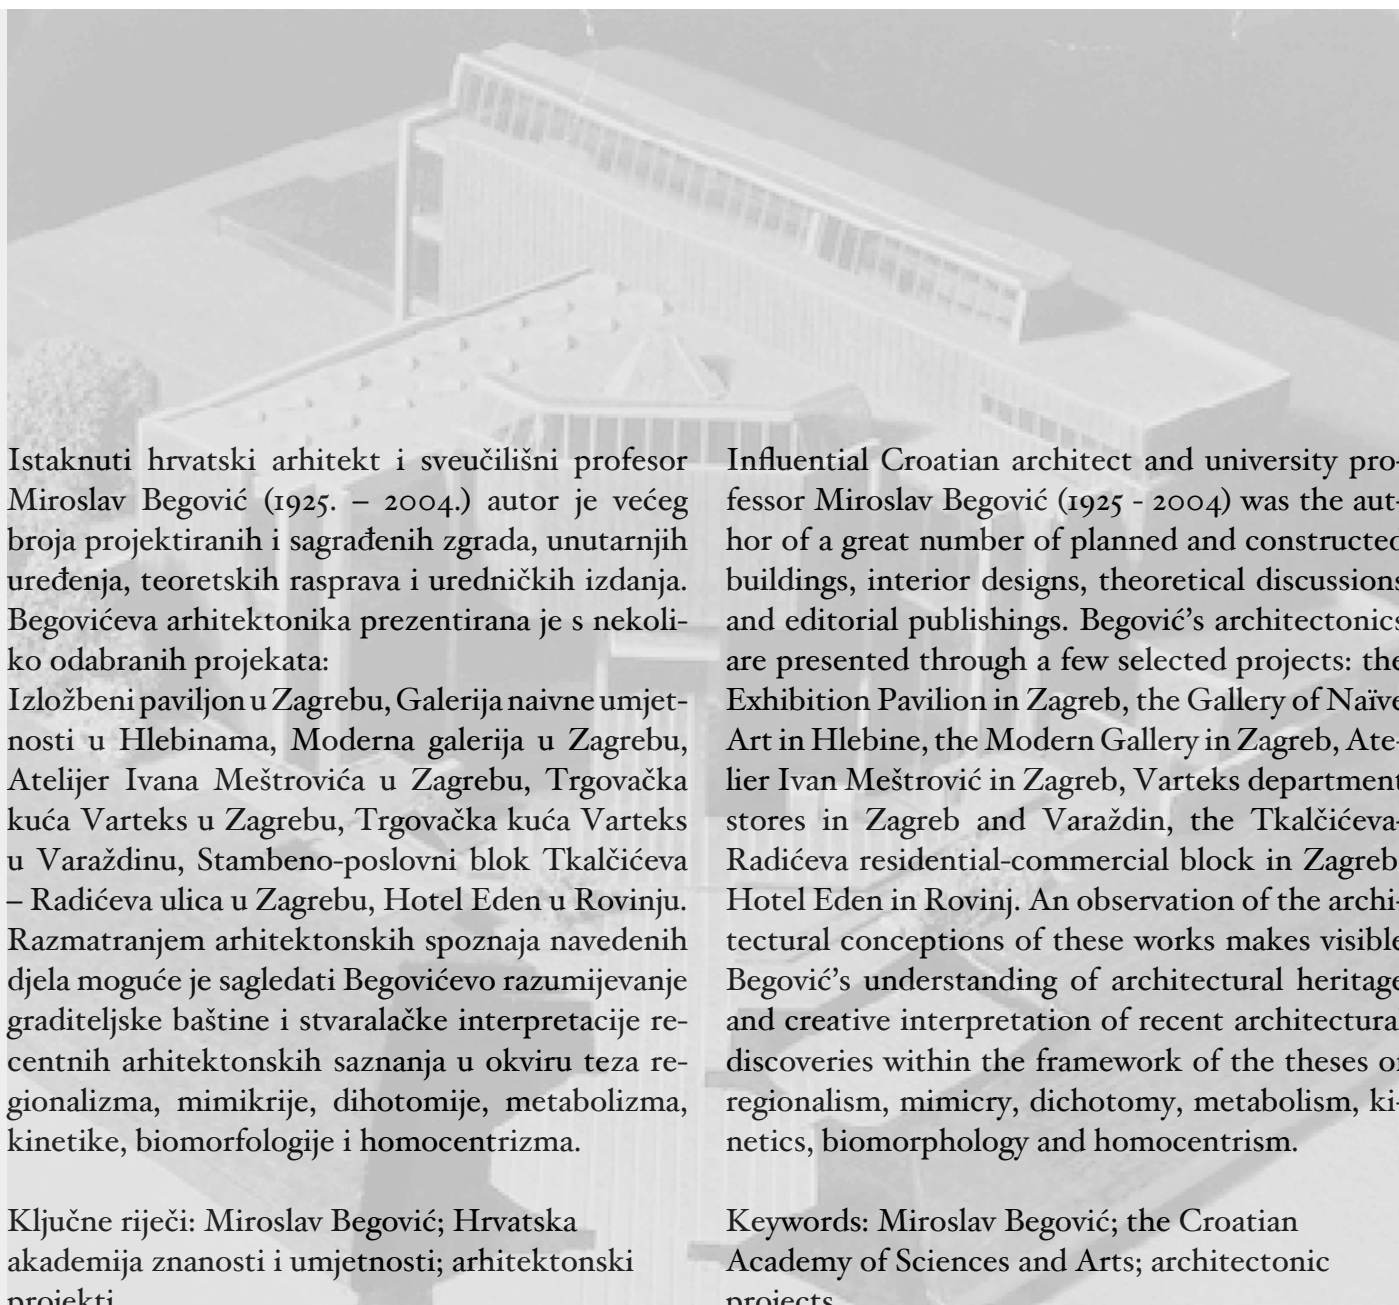 Istaknuti hrvatski arhitekt i sveučilišni profesor
Miroslav Begović (1925. – 2004.) autor je većeg
broja projektiranih i sagrađenih zgrada, unutarnjih
uređenja, teoretskih rasprava i uredničkih izdanja.
Begovićeva arhitektonika prezentirana je s nekoli-
ko odabranih projekata:
Izložbeni paviljon u Zagrebu, Galerija naivne umjet-
nosti u Hlebinama, Moderna galerija u Zagrebu,
Atelijer Ivana Meštrovića u Zagrebu, Trgovačka
kuća Varteks u Zagrebu, Trgovačka kuća Varteks
u Varaždinu, Stambeno-poslovni blok Tkalčićeva
– Radićeva ulica u Zagrebu, Hotel Eden u Rovinju.
Razmatranjem arhitektonskih spoznaja navedenih
djela moguće je sagledati Begovićevo razumijevanje
graditeljske baštine i stvaralačke interpretacije re-
centnih arhitektonskih saznanja u okviru teza re-
gionalizma, mimikrije, dihotomije, metabolizma,
kinetike, biomorfologije i homocentrizma.
Ključne riječi: Miroslav Begović; Hrvatska
akademija znanosti i umjetnosti; arhitektonski
projekti
Influential Croatian architect and university pro-
fessor Miroslav Begović (1925 - 2004) was the aut-
hor of a great number of planned and constructed
buildings, interior designs, theoretical discussions
and editorial publishings. Begović’s architectonics
are presented through a few selected projects: the
Exhibition Pavilion in Zagreb, the Gallery of Naïve
Art in Hlebine, the Modern Gallery in Zagreb, Ate-
lier Ivan Meštrović in Zagreb, Varteks department
stores in Zagreb and Varaždin, the Tkalčićeva-
Radićeva residential-commercial block in Zagreb
Hotel Eden in Rovinj. An observation of the archi-
tectural conceptions of these works makes visible
Begović’s understanding of architectural heritage
and creative interpretation of recent architectural
discoveries within the framework of the theses of
regionalism, mimicry, dichotomy, metabolism, ki-
netics, biomorphology and homocentrism.
Keywords: Miroslav Begović; the Croatian
Academy of Sciences and Arts; architectonic
projects